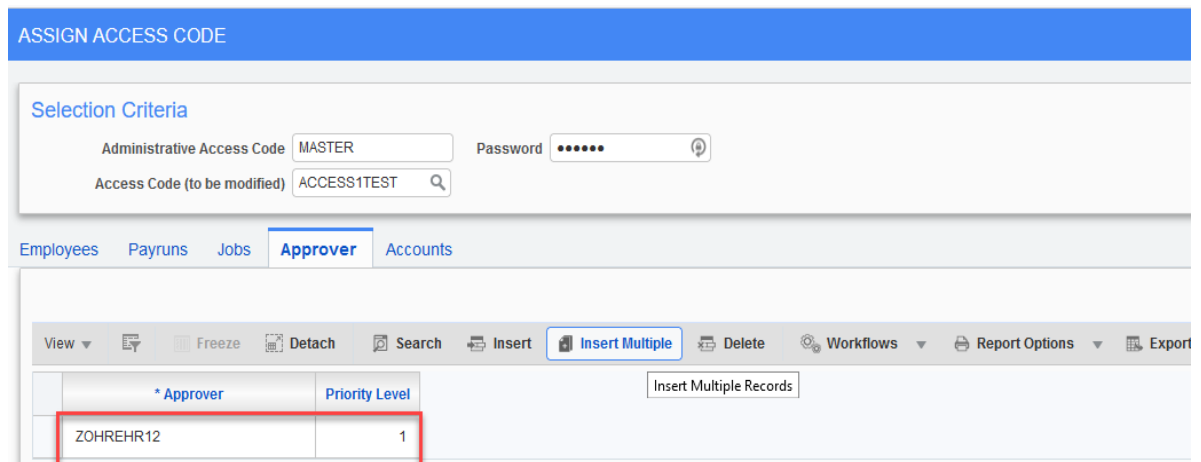 ASSIGN ACCESS CODE
Selection Criteria
Administrative Access Code MASTER Password ••••••
Access Code (to be modified) ACCESS1TEST
Employees Payruns Jobs Approver Accounts
View Freeze Detach Search Insert Insert Multiple Delete Workflows Report Options Export
Insert Multiple Records
* Approver Priority Level
ZOHREHR12 1